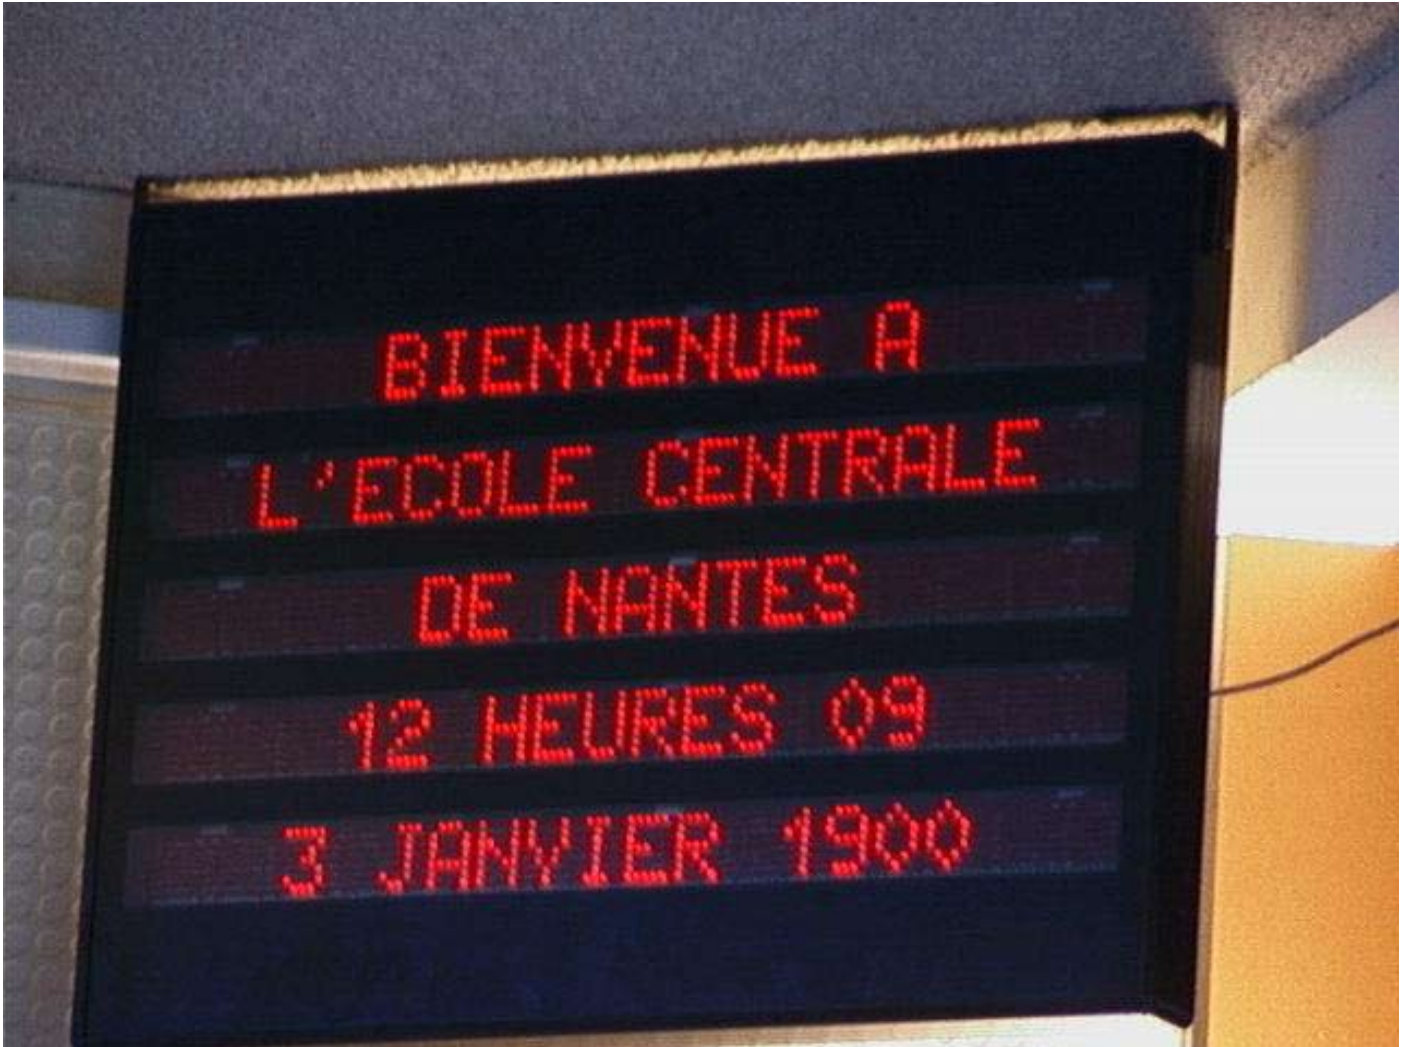 BIENVENUE A
L'ECOLE CENTRALE
DE NANTES
12 HEURES 09
3 JANVIER 1900